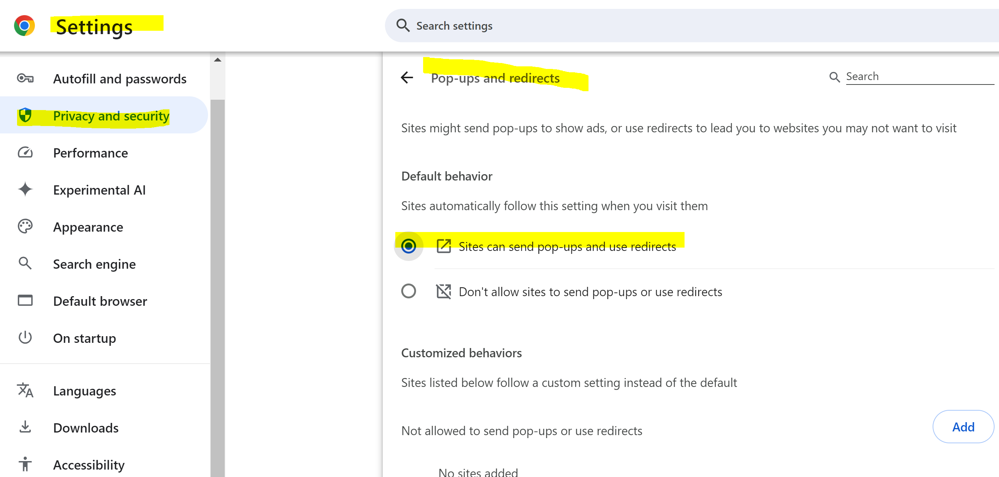 Settings
Search settings
Autofill and passwords
Privacy and security
Performance
Experimental AI
Appearance
Search engine
Default browser
On startup
Languages
Downloads
Accessibility
Pop-ups and redirects
Search
Sites might send pop-ups to show ads, or use redirects to lead you to websites you may not want to visit
Default behavior
Sites automatically follow this setting when you visit them
Sites can send pop-ups and use redirects
Don't allow sites to send pop-ups or use redirects
Customized behaviors
Sites listed below follow a custom setting instead of the default
Not allowed to send pop-ups or use redirects
Add
No sites added